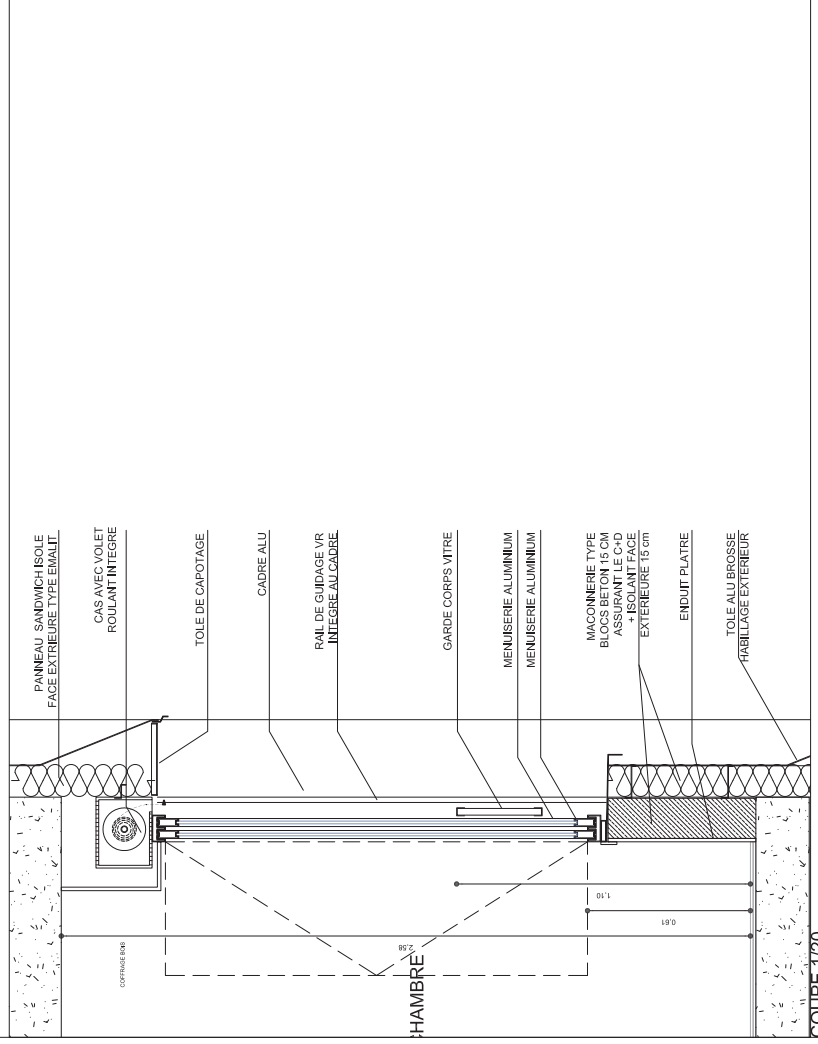 PANNEAU SANDWICH ISOLE
FACE EXTRIEURE TYPE EMALIT
CAS AVEC VOLET
ROULANT INTEGRE
TOLE DE CAPOTAGE
CADRE ALU
RAIL DE GUIDAGE VR
INTEGRE AU CADRE
GARDE CORPS VITRE
MENUISERIE ALUMINIUM
MENUISERIE ALUMINIUM
MACONNERIE TYPE
BLOCS BETON 15 CM
ASSURANT LE C+D
+ ISOLANT FACE
EXTERIEURE 15 cm
ENDUIT PLATRE
TOLE ALU BROSSE
HABILLAGE EXTERIEUR
COFFRAGE BOIS
2,58
1,10
0,61
CHAMBRE
COUPE 1/20